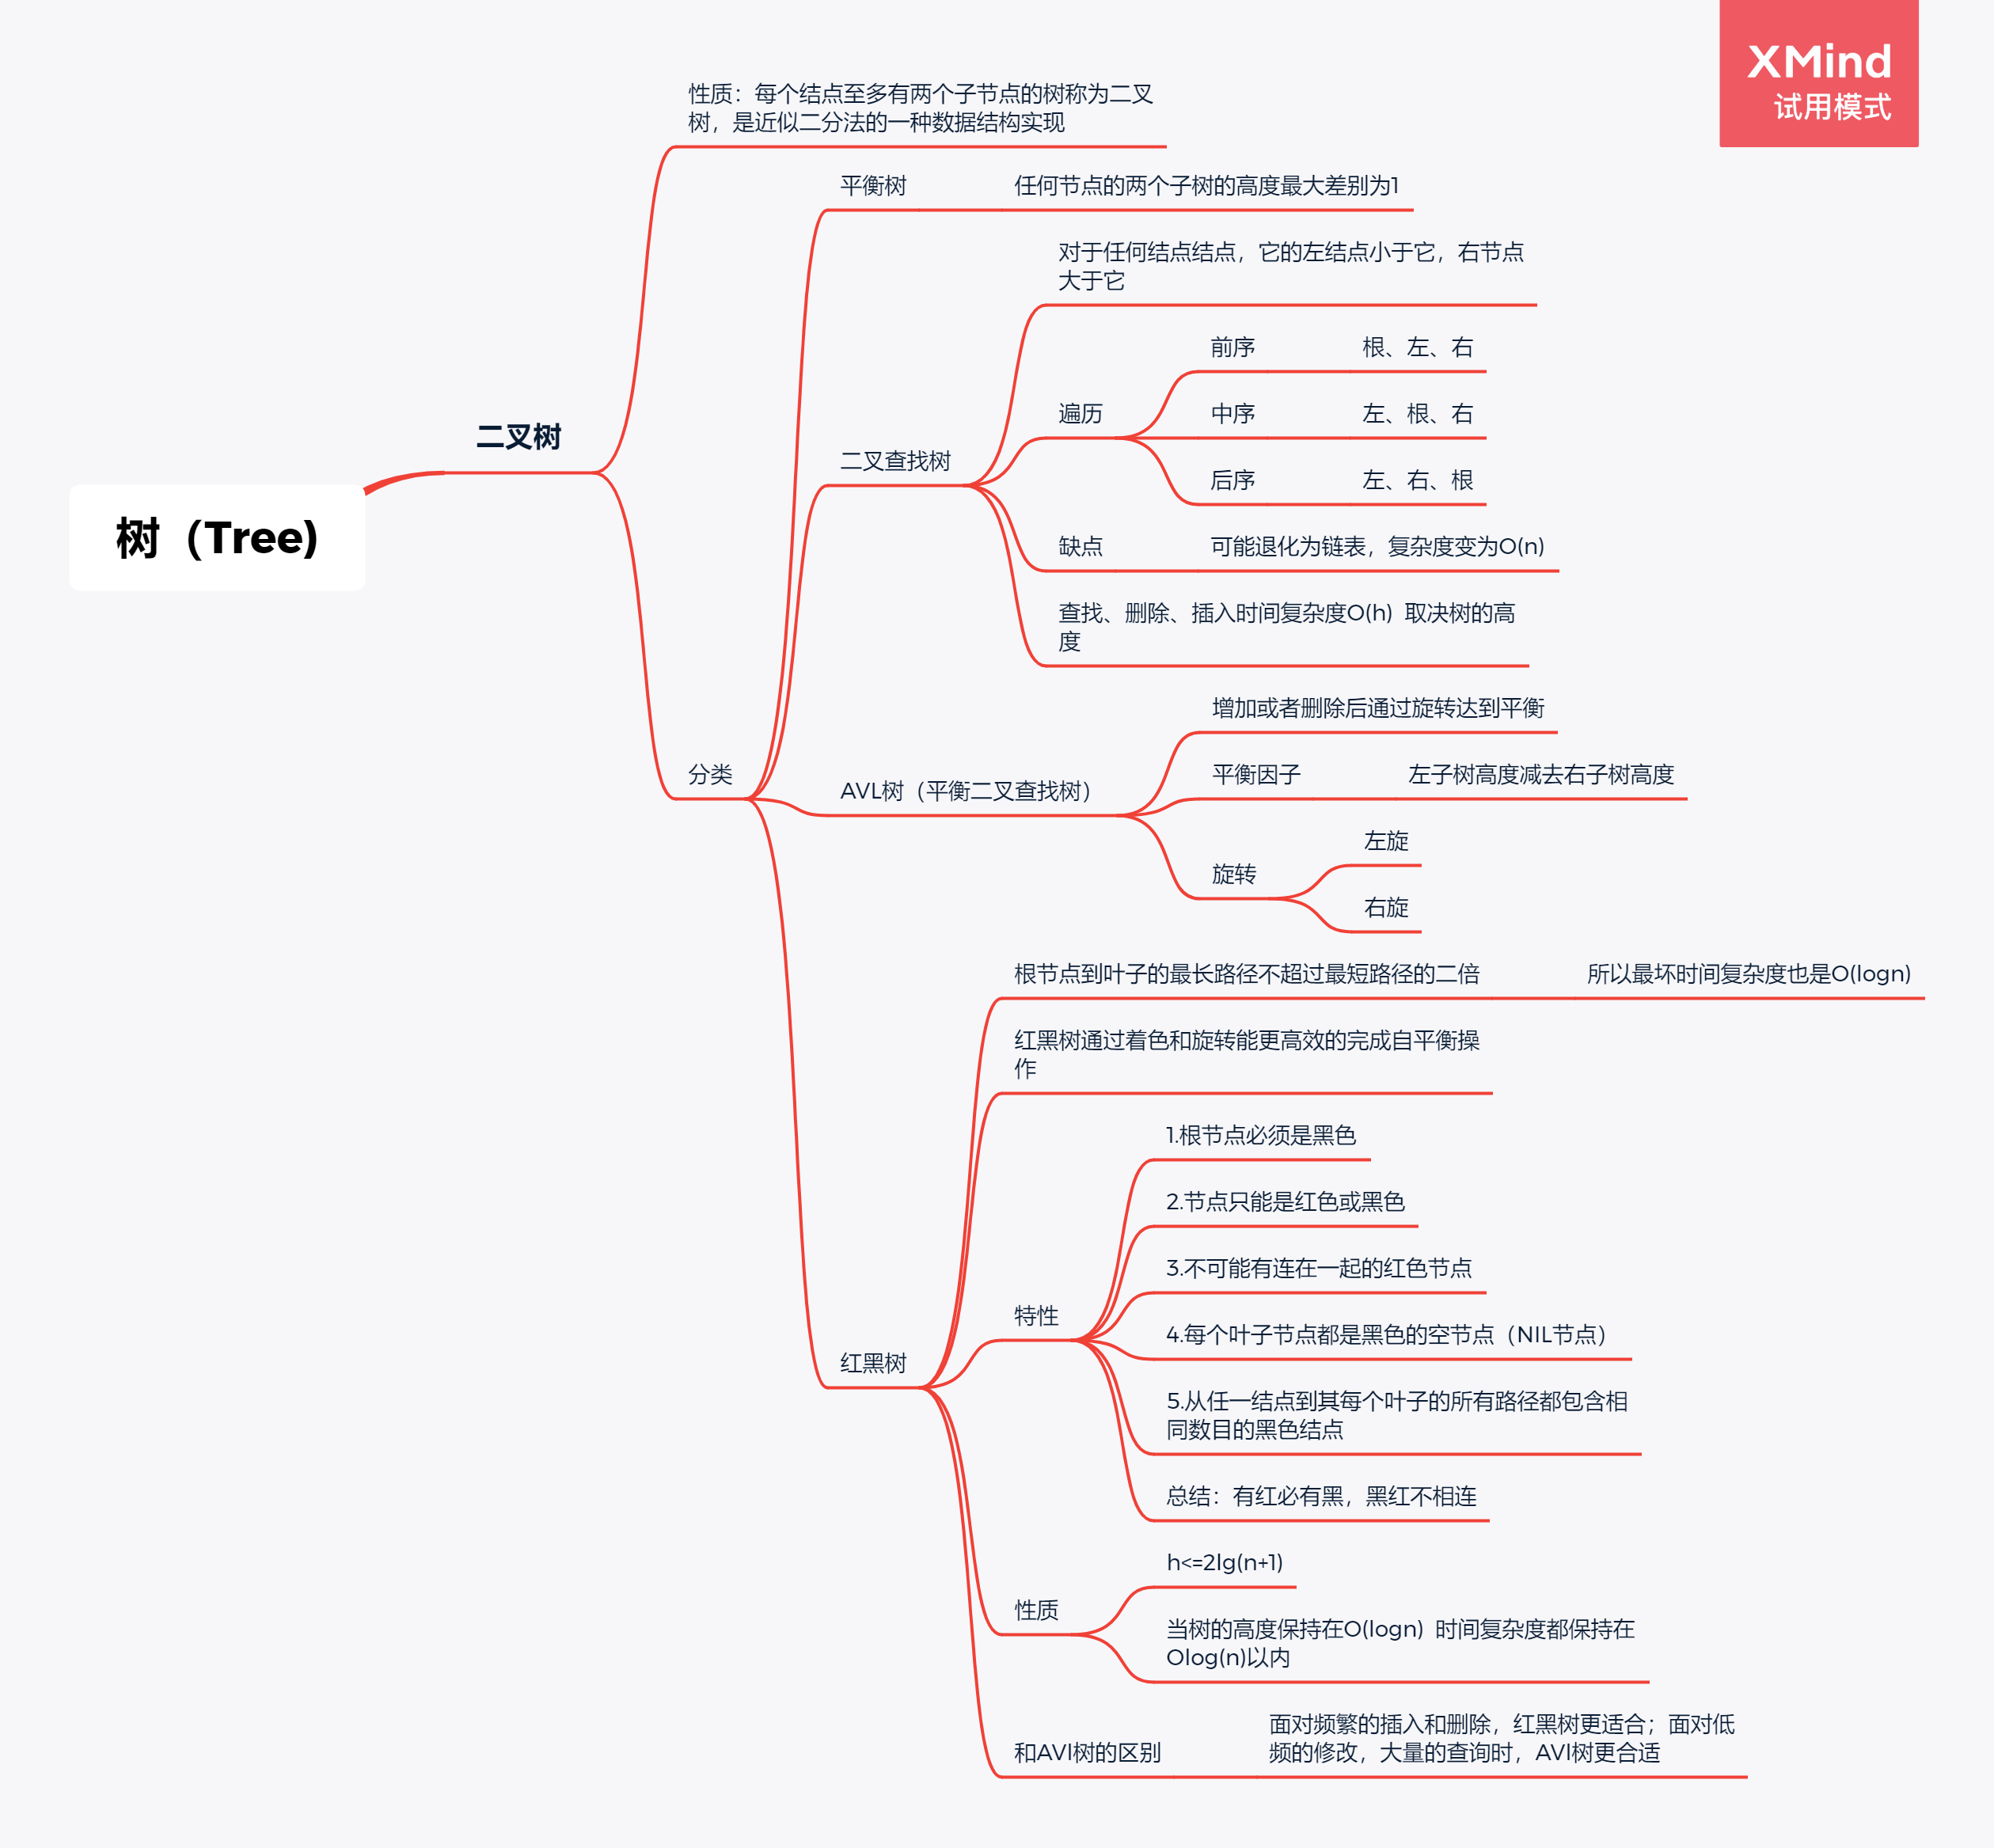 XMind
试用模式
性质：每个结点至多有两个子节点的树称为二叉
树，是近似二分法的一种数据结构实现
平衡树
任何节点的两个子树的高度最大差别为1
对于任何结点结点，它的左结点小于它，右节点
大于它
前序
根、左、右
二叉树
遍历
中序
左、根、右
二叉查找树
后序
左、右、根
树（Tree)
缺点
可能退化为链表，复杂度变为O(n)
查找、删除、插入时间复杂度O(h) 取决树的高
度
增加或者删除后通过旋转达到平衡
分类
AVL树（平衡二叉查找树）
平衡因子
左子树高度减去右子树高度
旋转
左旋
右旋
根节点到叶子的最长路径不超过最短路径的二倍
所以最坏时间复杂度也是O(logn)
红黑树通过着色和旋转能更高效的完成自平衡操
作
1.根节点必须是黑色
2.节点只能是红色或黑色
3.不可能有连在一起的红色节点
特性
4.每个叶子节点都是黑色的空节点（NIL节点）
红黑树
5.从任一结点到其每个叶子的所有路径都包含相
同数目的黑色结点
总结：有红必有黑，黑红不相连
h<=2lg(n+1)
性质
当树的高度保持在O(logn) 时间复杂度都保持在
Olog(n)以内
和AVl树的区别
面对频繁的插入和删除，红黑树更适合；面对低
频的修改，大量的查询时，AVl树更合适